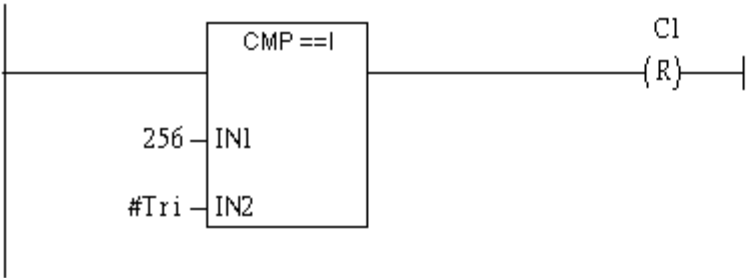 C1
CMP ==I
(R)
256
IN1
#Tri
IN2